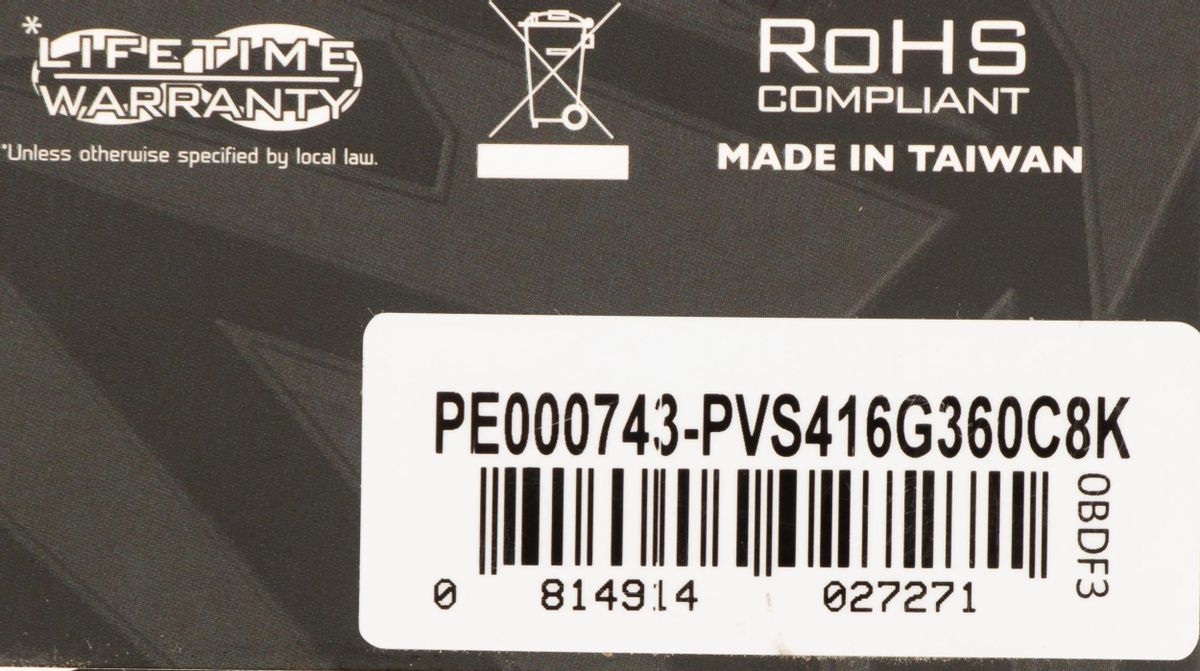 *LIFETIME
WARRANTY
*Unless otherwise specified by local law.
RoHS
COMPLIANT
MADE IN TAIWAN
PE000743-PVS416G360C8K
0BDF3
0 814914 027271